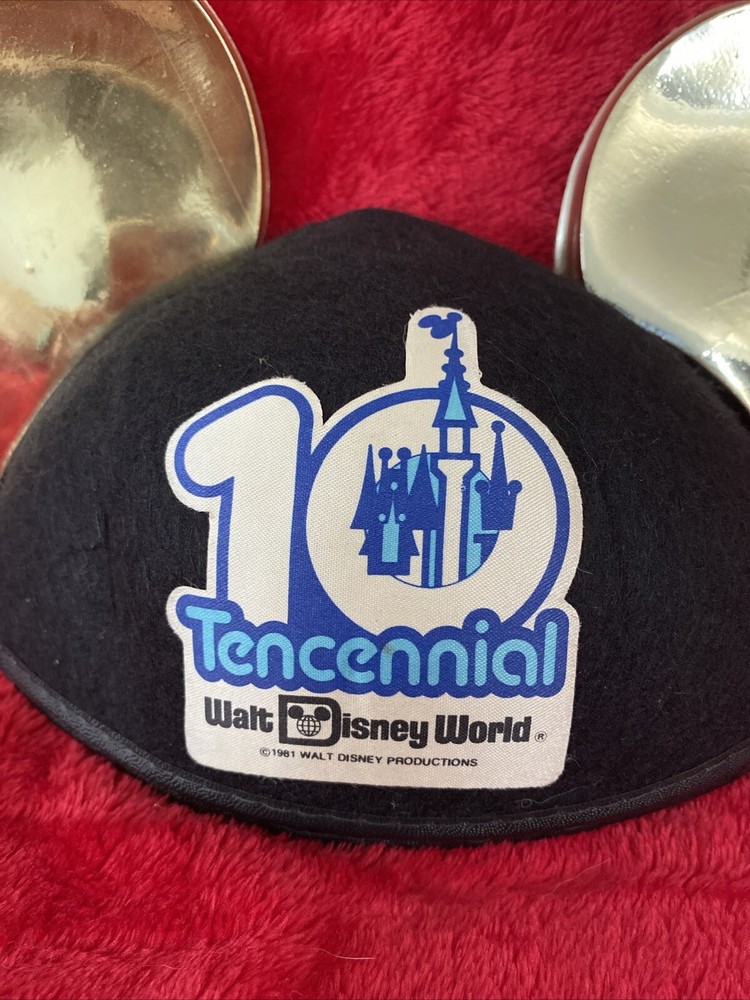 10
Tencennial
Walt Disney World ®
©1981 WALT DISNEY PRODUCTIONS